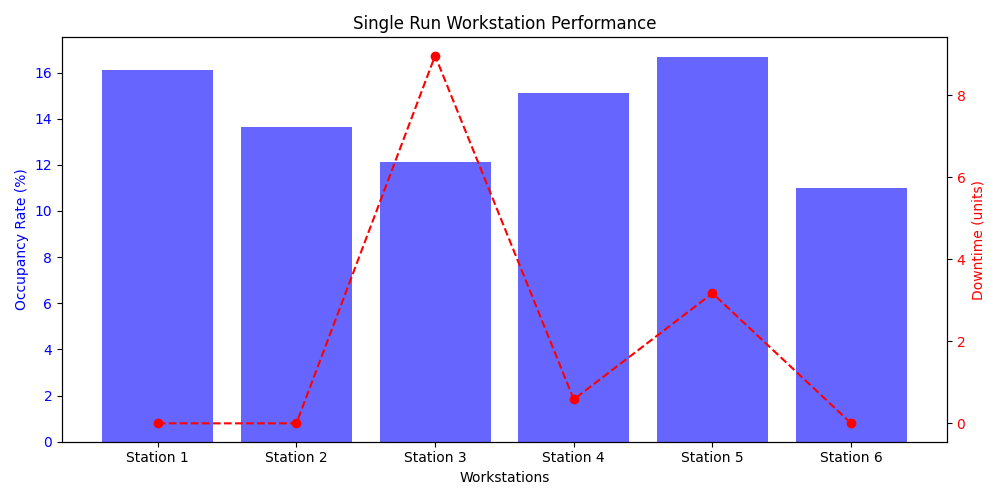 Single Run Workstation Performance
Occupancy Rate (%)
16
14
12
10
8
6
4
2
0
8
6
4
2
0
Downtime (units)
Station 1 Station 2 Station 3 Station 4 Station 5 Station 6
Workstations